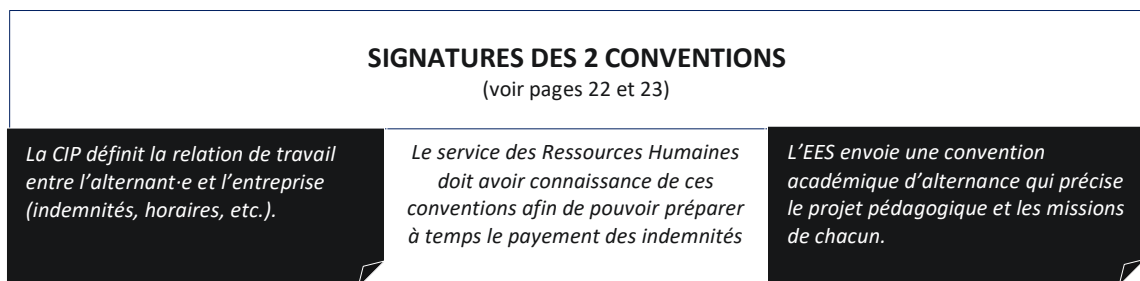 SIGNATURES DES 2 CONVENTIONS
(voir pages 22 et 23)
La CIP définit la relation de travail
entre l'alternant·e et l'entreprise
(indemnités, horaires, etc.).
Le service des Ressources Humaines
doit avoir connaissance de ces
conventions afin de pouvoir préparer
à temps le payement des indemnités
L'EES envoie une convention
académique d'alternance qui précise
le projet pédagogique et les missions
de chacun.